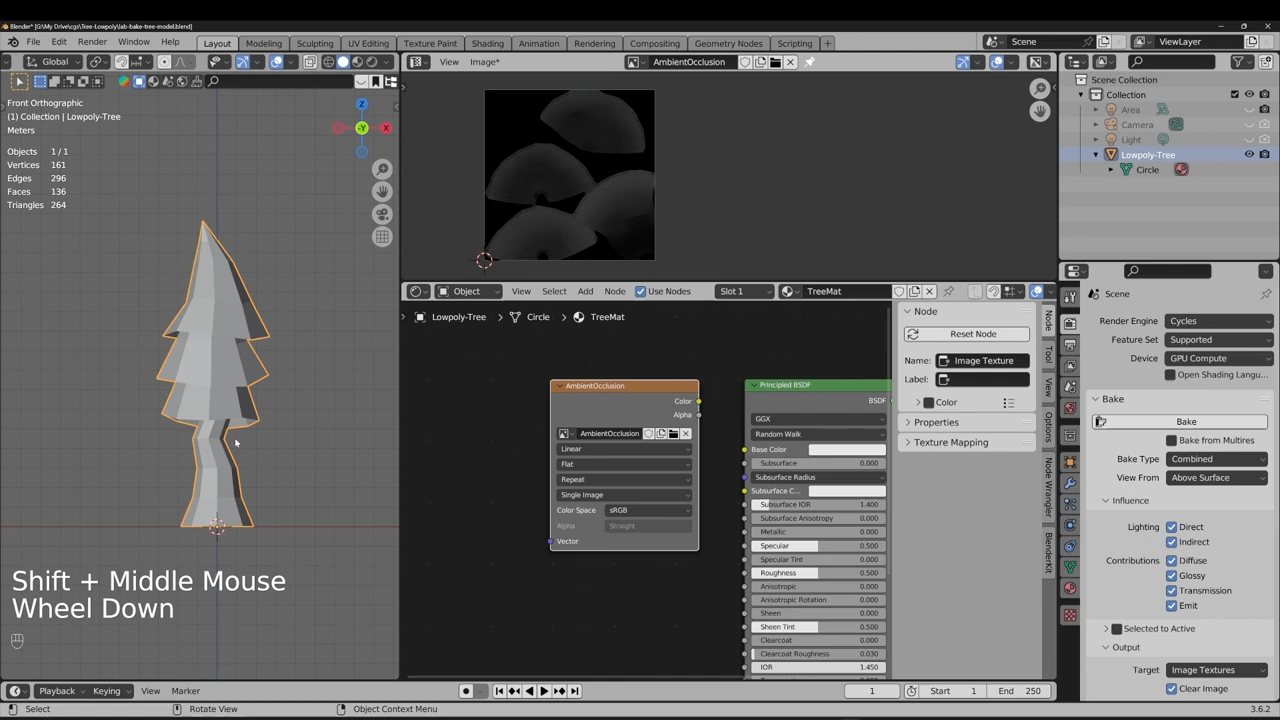 Blender* [G:\My Drive\cgs\Tree-Lowpoly\lab-bake-tree-model.blend]
File Edit Render Window Help Layout Modeling Sculpting UV Editing Texture Paint Shading Animation Rendering Compositing Geometry Nodes Scripting + Scene ViewLayer
Global View Image* AmbientOcclusion
Front Orthographic
(1) Collection | Lowpoly-Tree
Meters
Objects 1 / 1
Vertices 161
Edges 296
Faces 136
Triangles 264
Z
-Y
X
Scene Collection
Collection
Area
Camera
Light
Lowpoly-Tree
Circle
Object View Select Add Node Use Nodes Slot 1 TreeMat
Lowpoly-Tree > Circle > TreeMat
AmbientOcclusion
Color
Alpha
AmbientOcclusion
Linear
Flat
Repeat
Single Image
Color Space sRGB
Alpha Straight
Vector
Principled BSDF
BSDF
GGX
Random Walk
Base Color
Subsurface 0.000
Subsurface Radius
Subsurface C...
Subsurface IOR 1.400
Subsurface Anisotropy 0.000
Metallic 0.000
Specular 0.500
Specular Tint 0.000
Roughness 0.500
Anisotropic 0.000
Anisotropic Rotation 0.000
Sheen 0.000
Sheen Tint 0.500
Clearcoat 0.000
Clearcoat Roughness 0.030
IOR 1.450
Node
Reset Node
Name: Image Texture
Label:
Color
Properties
Texture Mapping
Node
Tool
View
Options
Node Wrangler
BlenderKit
Scene
Render Engine Cycles
Feature Set Supported
Device GPU Compute
Open Shading Langu...
Bake
Bake
Bake from Multires
Bake Type Combined
View From Above Surface
Influence
Lighting: Direct
Indirect
Contributions: Diffuse
Glossy
Transmission
Emit
Selected to Active
Output
Target Image Textures
Clear Image
Shift + Middle Mouse
Wheel Down
Playback Keying View Marker 1 Start 1 End 250
Select Rotate View Object Context Menu 3.6.2